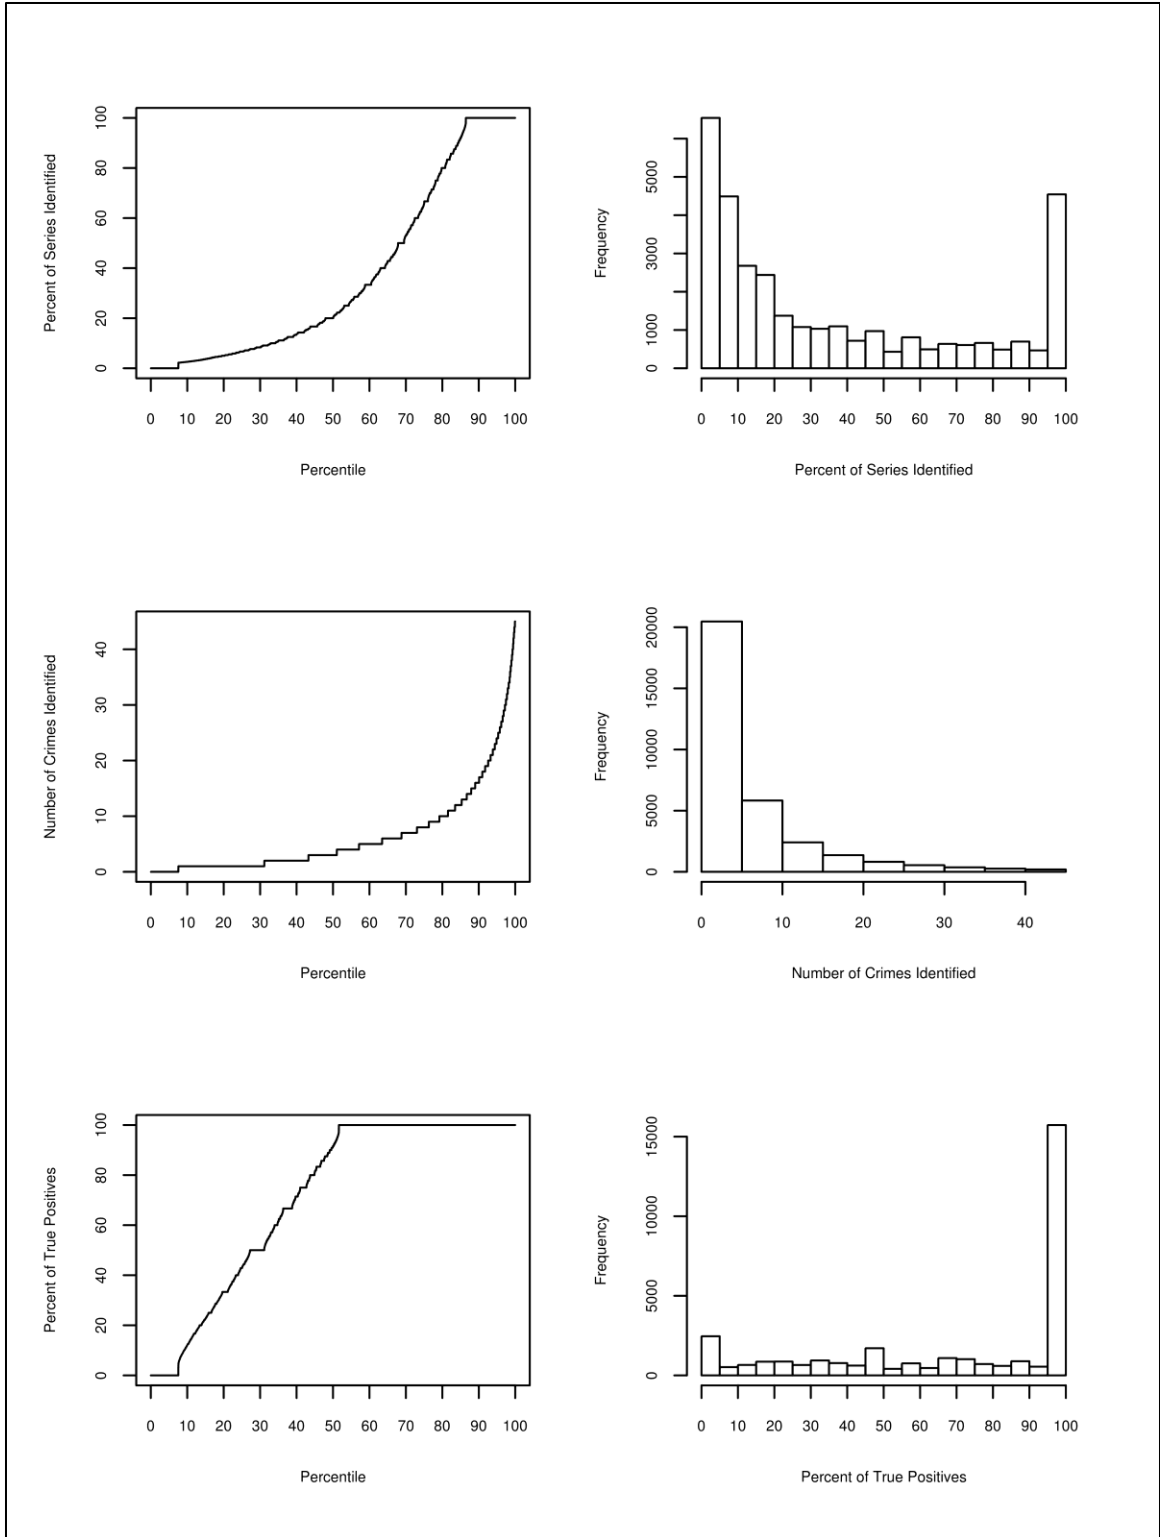 Percent of Series Identified
100
80
60
40
20
0
0 10 20 30 40 50 60 70 80 90 100
Percentile
Frequency
5000
3000
1000
0
0 10 20 30 40 50 60 70 80 90 100
Percent of Series Identified
Number of Crimes Identified
40
30
20
10
0
0 10 20 30 40 50 60 70 80 90 100
Percentile
Frequency
20000
15000
10000
5000
0
0 10 20 30 40
Number of Crimes Identified
Percent of True Positives
100
80
60
40
20
0
0 10 20 30 40 50 60 70 80 90 100
Percentile
Frequency
15000
10000
5000
0
0 10 20 30 40 50 60 70 80 90 100
Percent of True Positives